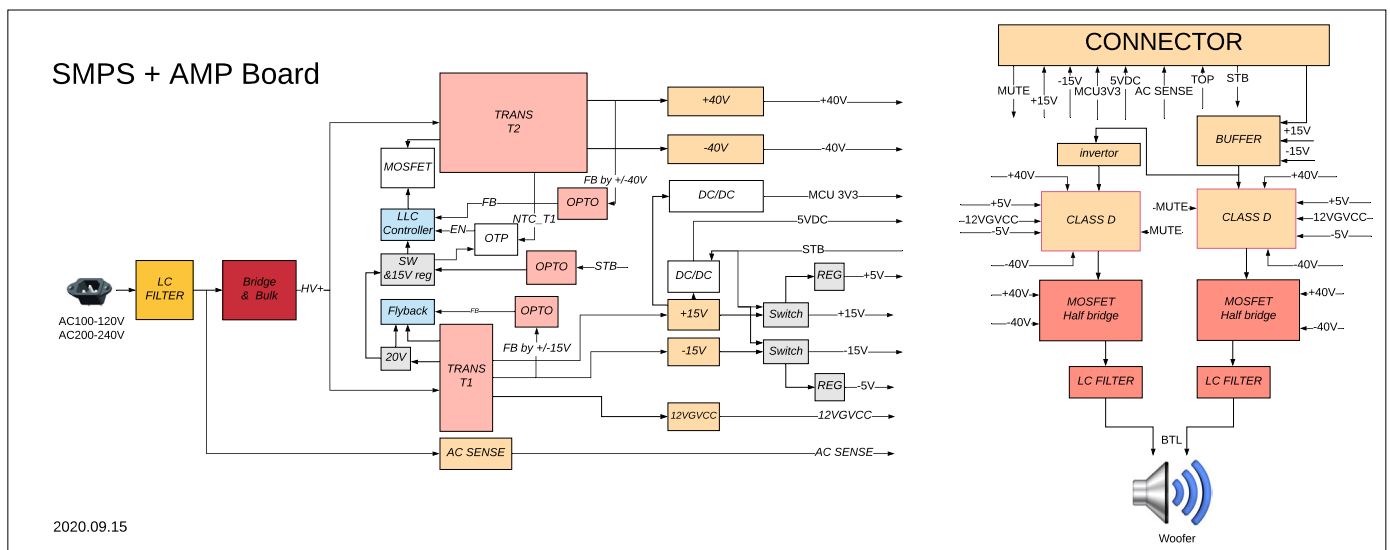 SMPS + AMP Board
AC100-120V
AC200-240V
LC
FILTER
Bridge
& Bulk
HV+
TRANS
T2
MOSFET
LLC
Controller
SW
&15V reg
OTP
OPTO
OPTO
OPTO
FB
EN
NTC_T1
FB by +/-40V
STB
Flyback
FB
20V
FB by +/-15V
TRANS
T1
AC SENSE
+40V
+40V
-40V
-40V
DC/DC
MCU 3V3
5VDC
STB
DC/DC
REG
+5V
+15V
Switch
+15V
-15V
Switch
-15V
REG
-5V
12VGVCC
12VGVCC
AC SENSE
2020.09.15
CONNECTOR
MUTE
+15V
-15V
MCU3V3
5VDC
AC SENSE
TOP
STB
BUFFER
+15V
-15V
invertor
+40V
+40V
+5V
12VGVCC
-5V
CLASS D
-MUTE
-MUTE
CLASS D
+5V
12VGVCC
-5V
-40V
-40V
+40V
-40V
MOSFET
Half bridge
MOSFET
Half bridge
+40V
-40V
LC FILTER
LC FILTER
BTL
Woofer